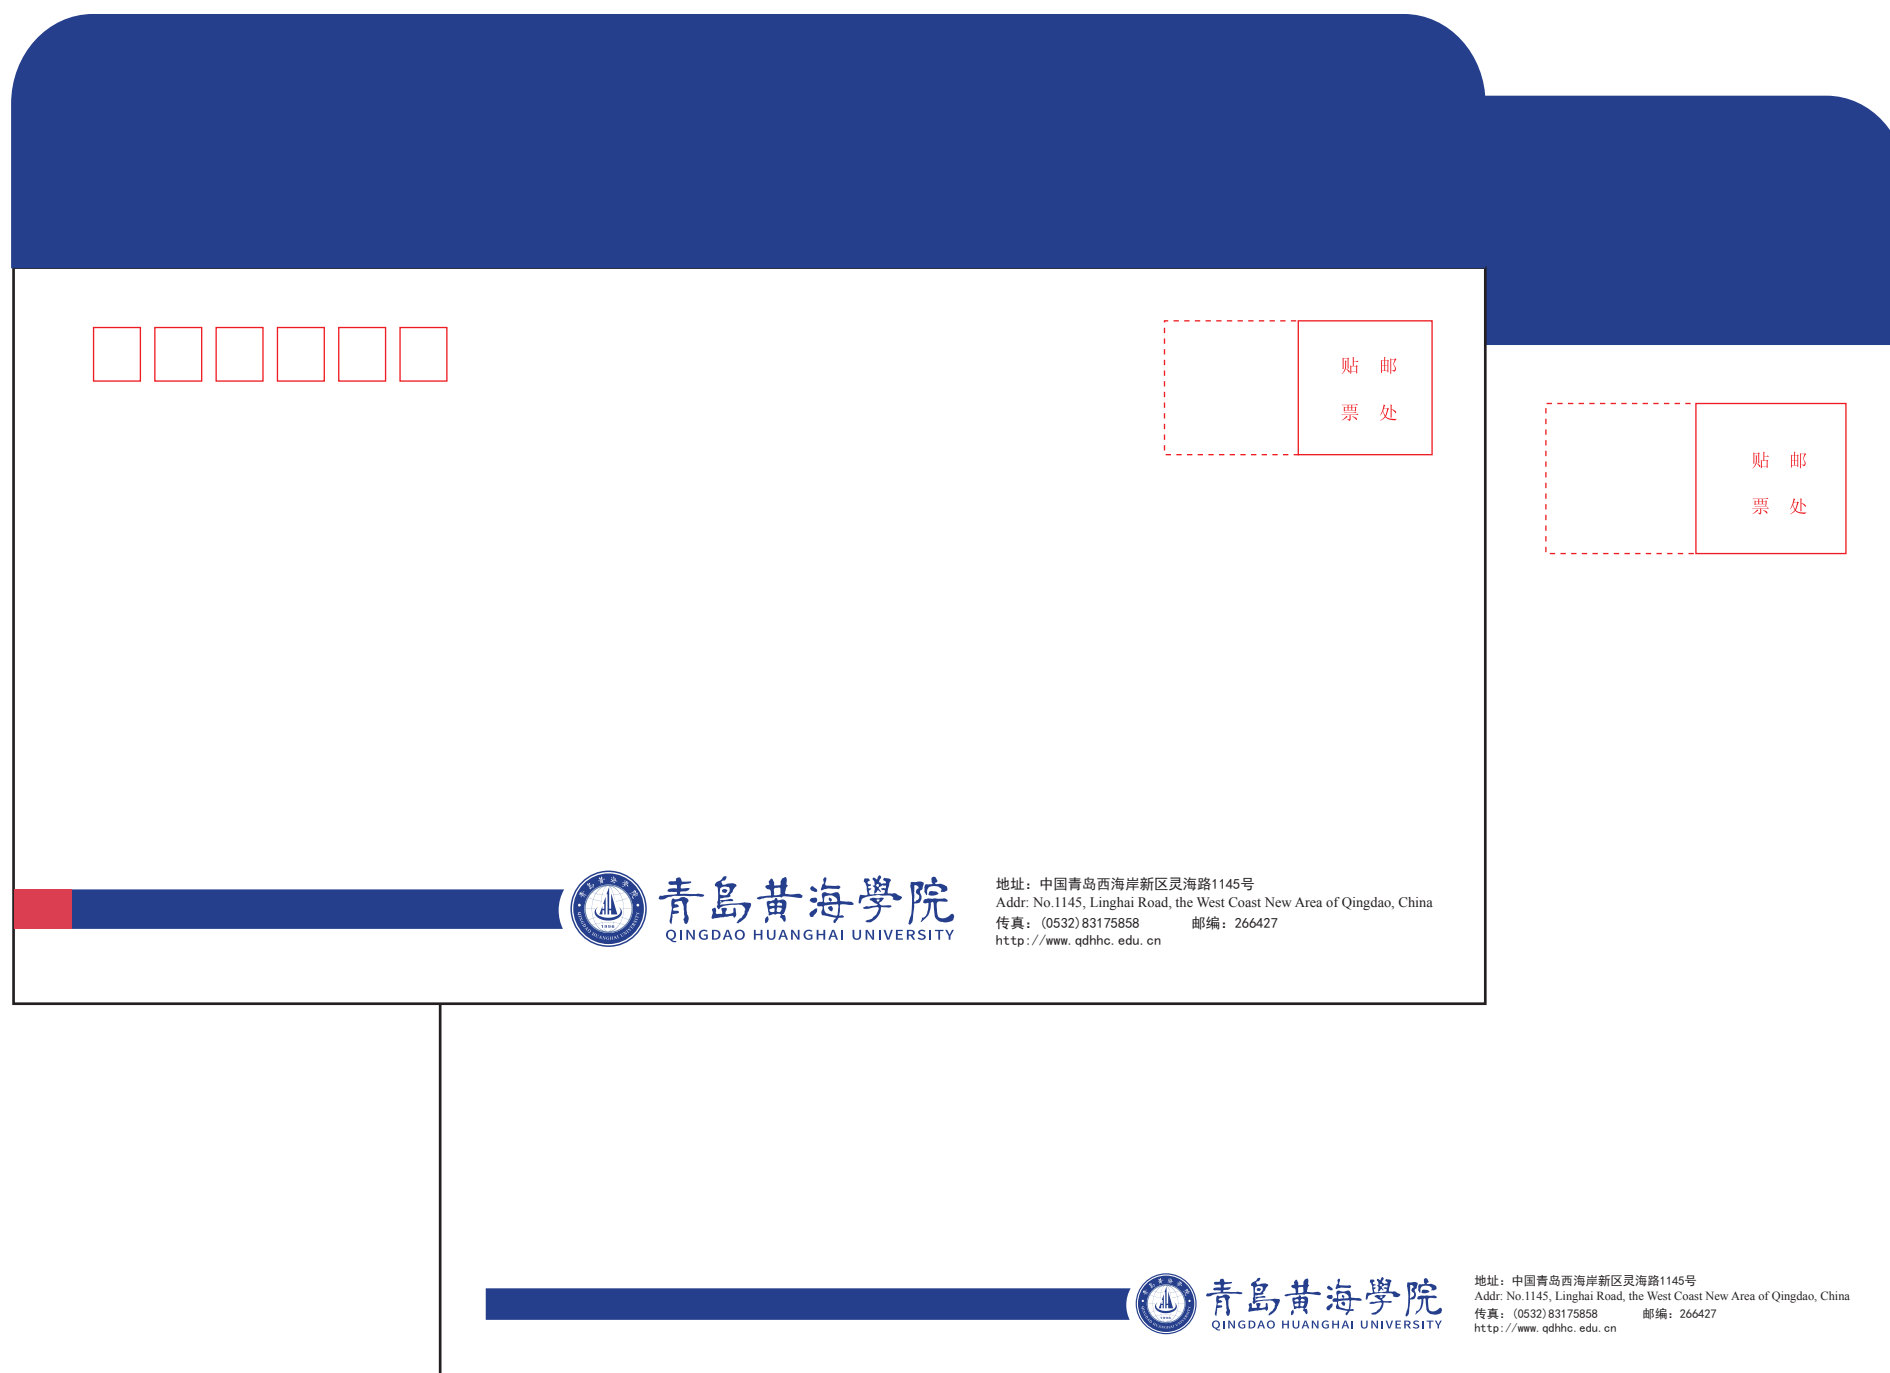 贴 邮
票 处
贴 邮
票 处
青島黄海學院
QINGDAO HUANGHAI UNIVERSITY
1996
地址：中国青岛西海岸新区灵海路1145号
Addr: No.1145, Linghai Road, the West Coast New Area of Qingdao, China
传真：(0532)83175858 邮编：266427
http://www.qdhhc.edu.cn
青島黄海學院
QINGDAO HUANGHAI UNIVERSITY
1996
地址：中国青岛西海岸新区灵海路1145号
Addr: No.1145, Linghai Road, the West Coast New Area of Qingdao, China
传真：(0532)83175858 邮编：266427
http://www.qdhhc.edu.cn